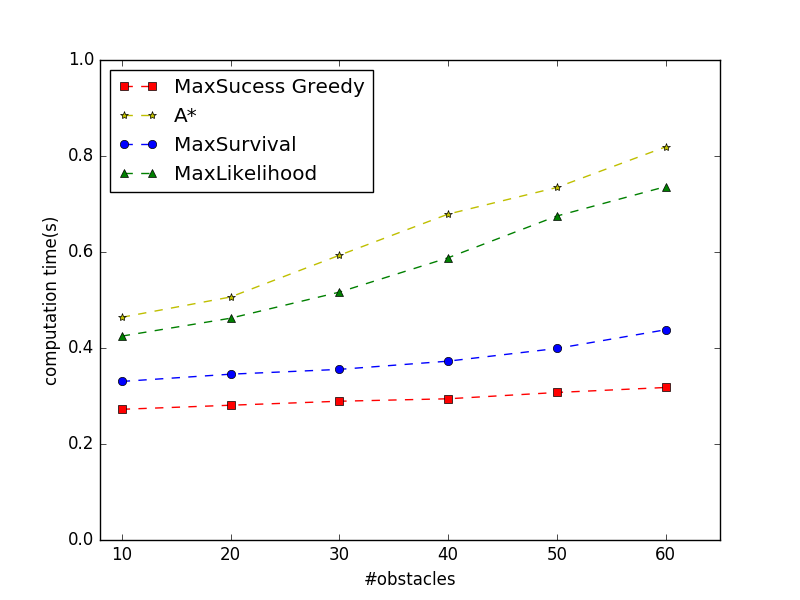 MaxSucess Greedy
A*
MaxSurvival
MaxLikelihood
1.0
0.8
0.6
0.4
0.2
0.0
computation time(s)
10 20 30 40 50 60
#obstacles